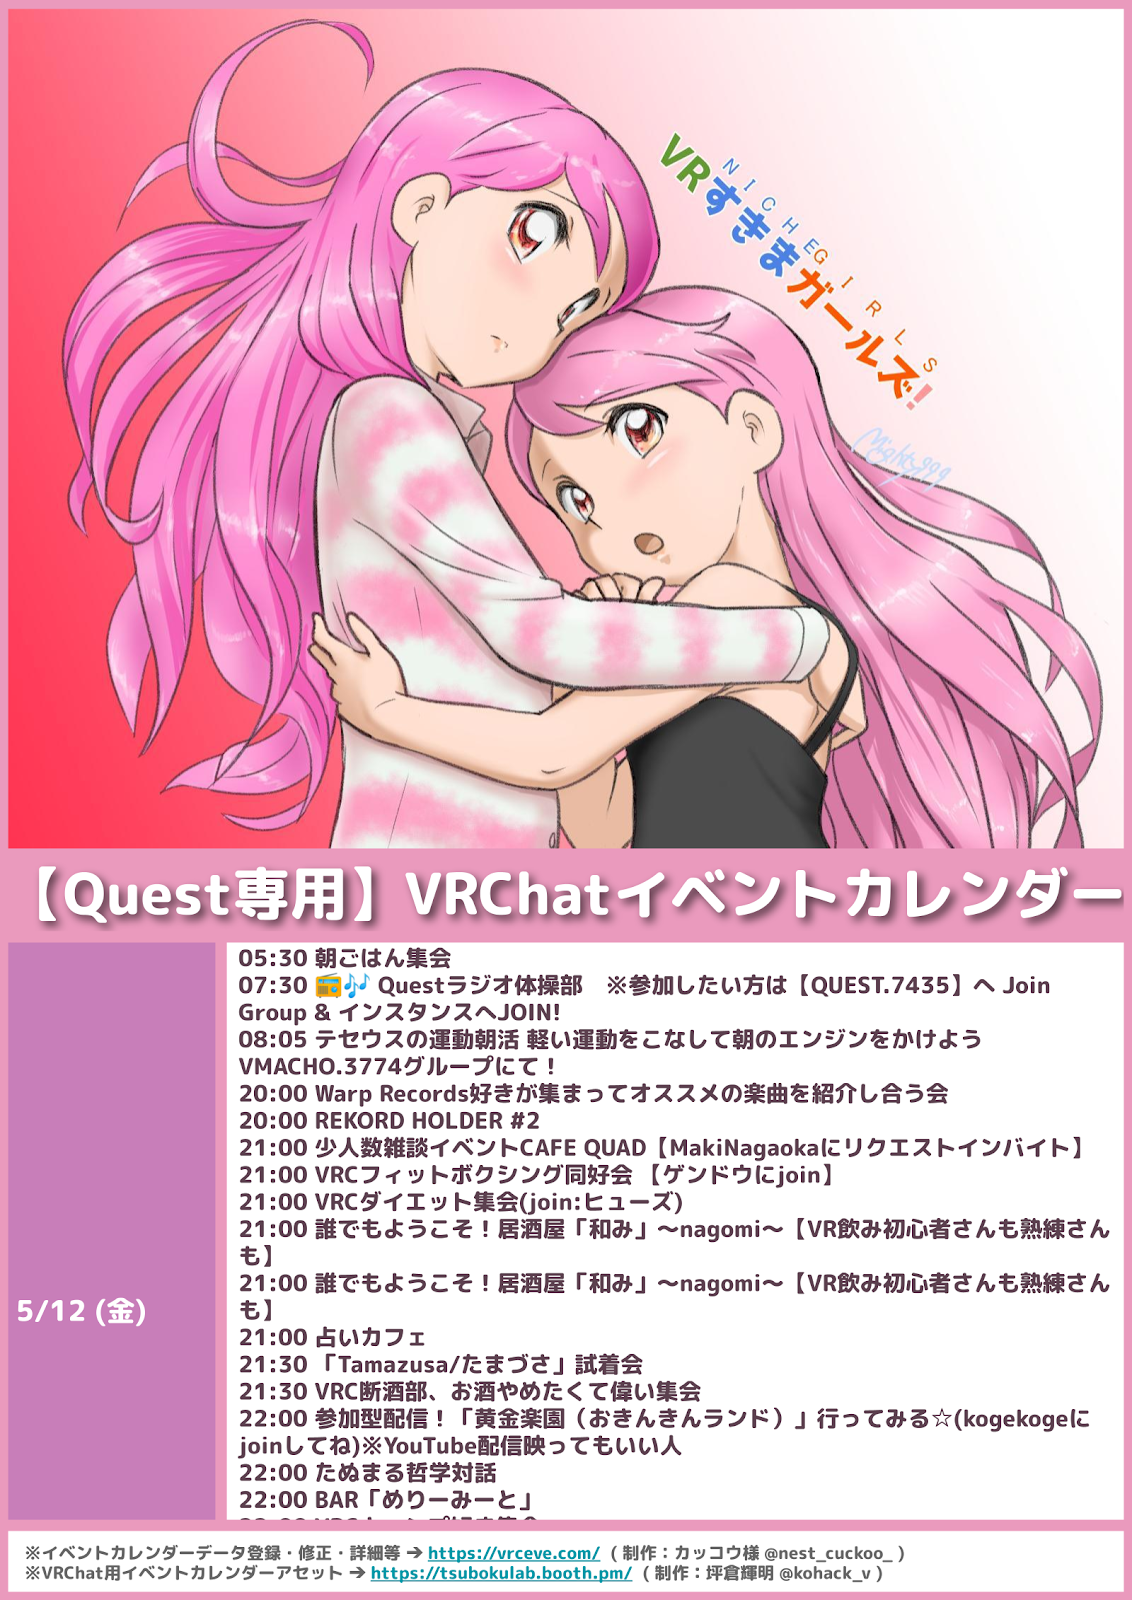 VRすきまガールズ!
NICHE GIRLS
Mighty999
【Quest専用】VRChatイベントカレンダー
5/12 (金)
05:30 朝ごはん集会
07:30 📻🎶 Questラジオ体操部　※参加したい方は【QUEST.7435】へ Join
Group & インスタンスへJOIN!
08:05 テセウスの運動朝活 軽い運動をこなして朝のエンジンをかけよう
VMACHO.3774グループにて！
20:00 Warp Records好きが集まってオススメの楽曲を紹介し合う会
20:00 REKORD HOLDER #2
21:00 少人数雑談イベントCAFE QUAD【MakiNagaokaにリクエストインバイト】
21:00 VRCフィットボクシング同好会 【ゲンドウにjoin】
21:00 VRCダイエット集会(join:ヒューズ)
21:00 誰でもようこそ！居酒屋「和み」～nagomi～【VR飲み初心者さんも熟練さん
も】
21:00 誰でもようこそ！居酒屋「和み」～nagomi～【VR飲み初心者さんも熟練さん
も】
21:00 占いカフェ
21:30 「Tamazusa/たまづさ」試着会
21:30 VRC断酒部、お酒やめたくて偉い集会
22:00 参加型配信！「黄金楽園（おきんきんランド）」行ってみる☆(kogekogeに
joinしてね)※YouTube配信映ってもいい人
22:00 たぬまる哲学対話
22:00 BAR「めりーみーと」
※イベントカレンダーデータ登録・修正・詳細等 ➔ https://vrceve.com/ ( 制作：カッコウ様 @nest_cuckoo_ )
※VRChat用イベントカレンダーアセット ➔ https://tsubokulab.booth.pm/ ( 制作：坪倉輝明 @kohack_v )